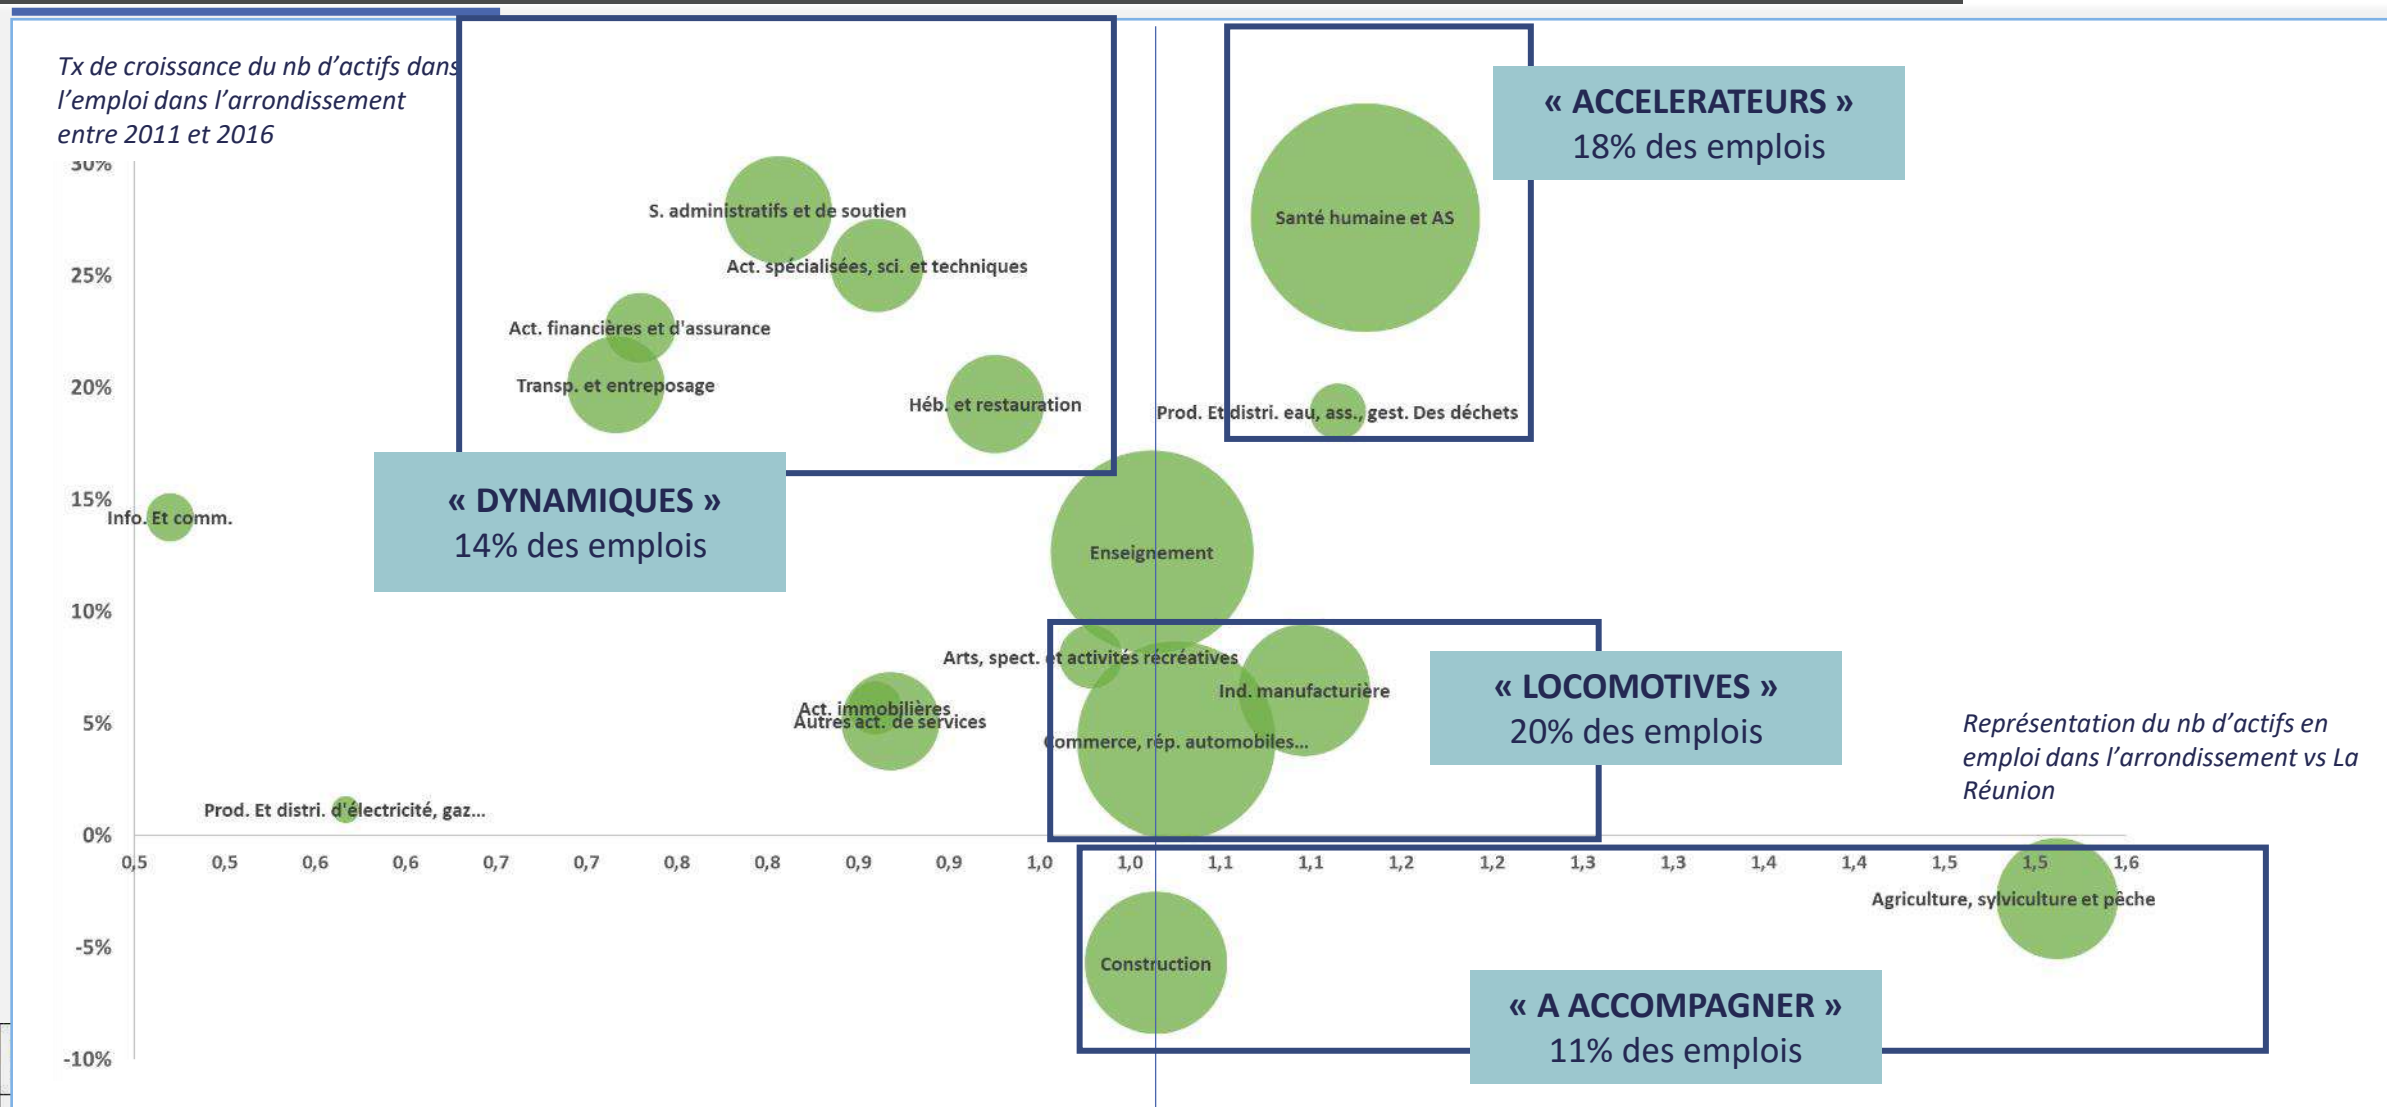 Tx de croissance du nb d’actifs dans
l’emploi dans l’arrondissement
entre 2011 et 2016
« ACCELERATEURS »
18% des emplois
30%
S. administratifs et de soutien
Santé humaine et AS
25%
Act. spécialisées, sci. et techniques
Act. financières et d'assurance
20%
Transp. et entreposage
Héb. et restauration
Prod. Et distri. eau, ass., gest. Des déchets
15%
Info. Et comm.
« DYNAMIQUES »
14% des emplois
Enseignement
10%
Arts, spect. et activités récréatives
Ind. manufacturière
« LOCOMOTIVES »
20% des emplois
5%
Act. immobilières
Autres act. de services
Commerce, rép. automobiles...
Représentation du nb d’actifs en
emploi dans l’arrondissement vs La
Réunion
Prod. Et distri. d'électricité, gaz...
0%
0,5 0,5 0,6 0,6 0,7 0,7 0,8 0,8 0,9 0,9 1,0 1,0 1,1 1,1 1,2 1,2 1,3 1,3 1,4 1,4 1,5 1,5 1,6
Agriculture, sylviculture et pêche
-5%
Construction
« A ACCOMPAGNER »
11% des emplois
-10%